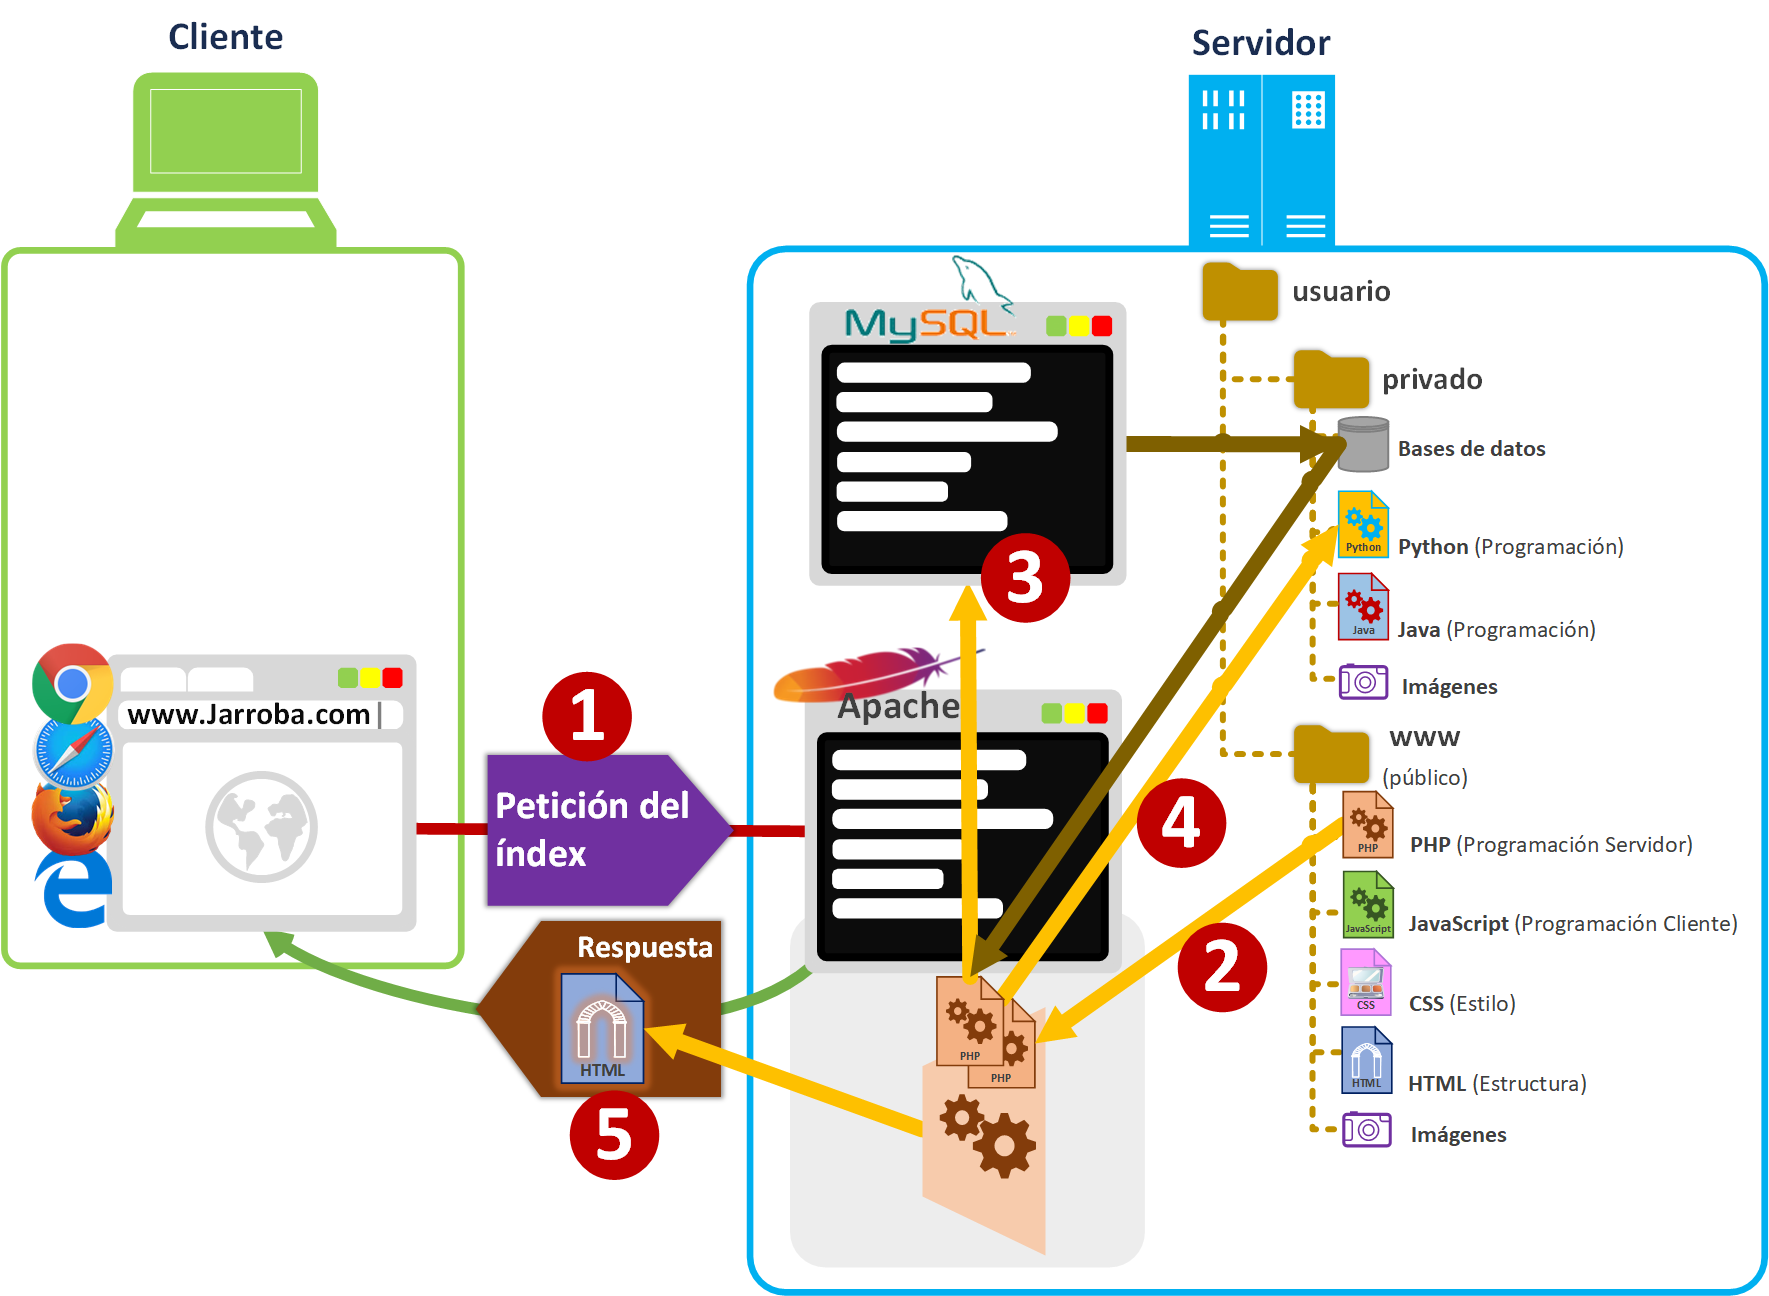 Cliente
Servidor
MySQL
usuario
privado
Bases de datos
Python
Python (Programación)
3
Java
Java (Programación)
Imágenes
www.Jarroba.com
1
Apache
www
(público)
Petición del
índex
4
PHP
PHP (Programación Servidor)
JavaScript
JavaScript (Programación Cliente)
Respuesta
2
CSS
CSS (Estilo)
HTML
PHP
PHP
HTML
HTML (Estructura)
5
Imágenes